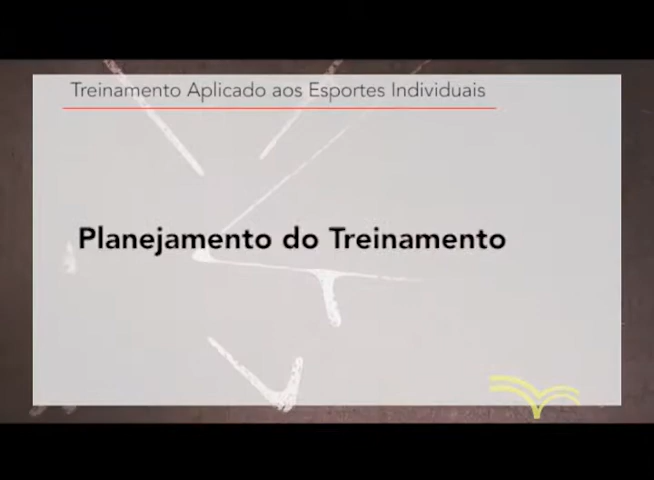 Treinamento Aplicado aos Esportes Individuais
Planejamento do Treinamento